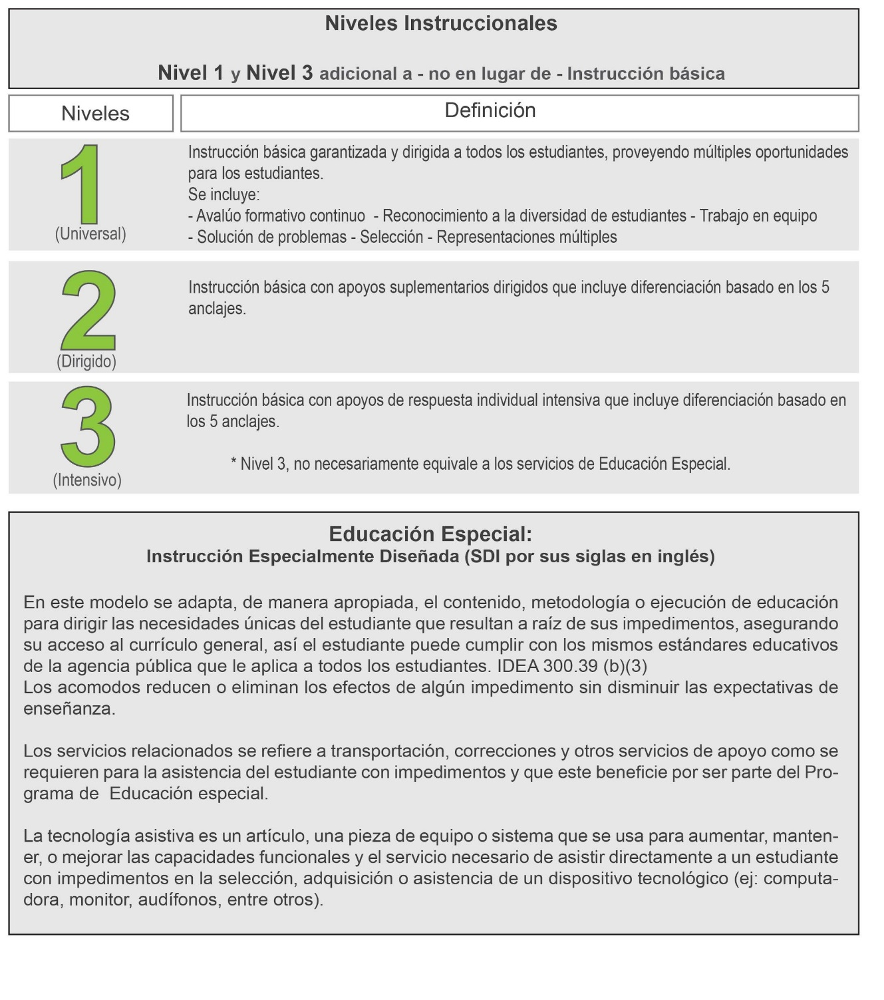 Niveles Instruccionales
Nivel 1 y Nivel 3 adicional a - no en lugar de - Instrucción básica
Niveles
Definición
1
(Universal)
Instrucción básica garantizada y dirigida a todos los estudiantes, proveyendo múltiples oportunidades
para los estudiantes.
Se incluye:
- Avalúo formativo continuo  - Reconocimiento a la diversidad de estudiantes - Trabajo en equipo
- Solución de problemas - Selección - Representaciones múltiples
2
(Dirigido)
Instrucción básica con apoyos suplementarios dirigidos que incluye diferenciación basado en los 5
anclajes.
3
(Intensivo)
Instrucción básica con apoyos de respuesta individual intensiva que incluye diferenciación basado en
los 5 anclajes.
* Nivel 3, no necesariamente equivale a los servicios de Educación Especial.
Educación Especial:
Instrucción Especialmente Diseñada (SDI por sus siglas en inglés)
En este modelo se adapta, de manera apropiada, el contenido, metodología o ejecución de educación
para dirigir las necesidades únicas del estudiante que resultan a raíz de sus impedimentos, asegurando
su acceso al currículo general, así el estudiante puede cumplir con los mismos estándares educativos
de la agencia pública que le aplica a todos los estudiantes. IDEA 300.39 (b)(3)
Los acomodos reducen o eliminan los efectos de algún impedimento sin disminuir las expectativas de
enseñanza.
Los servicios relacionados se refiere a transportación, correcciones y otros servicios de apoyo como se
requieren para la asistencia del estudiante con impedimentos y que este beneficie por ser parte del Pro-
grama de  Educación especial.
La tecnología asistiva es un artículo, una pieza de equipo o sistema que se usa para aumentar, manten-
er, o mejorar las capacidades funcionales y el servicio necesario de asistir directamente a un estudiante
con impedimentos en la selección, adquisición o asistencia de un dispositivo tecnológico (ej: computa-
dora, monitor, audífonos, entre otros).